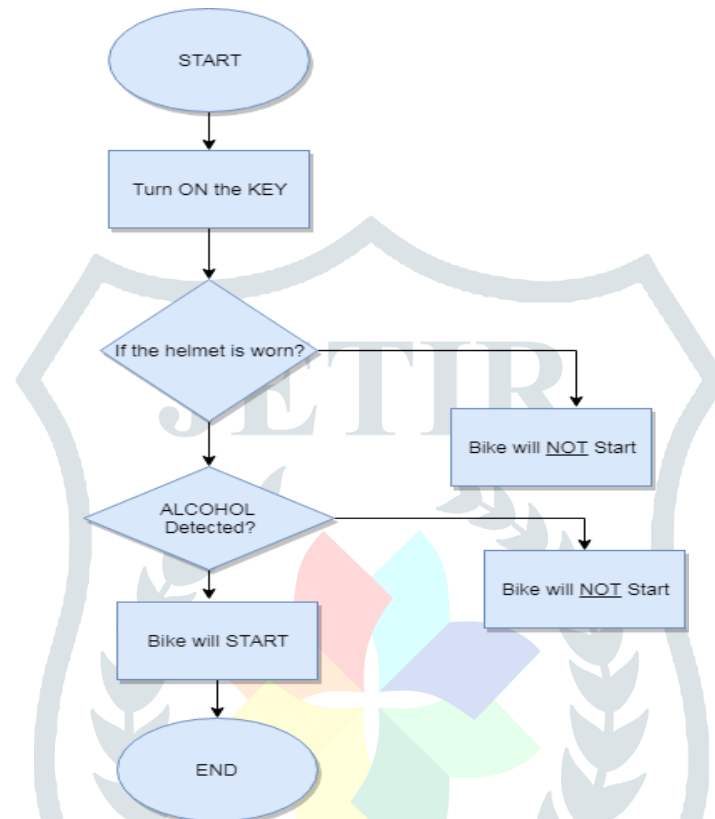 START
Turn ON the KEY
If the helmet is worn?
JETIR
Bike will NOT Start
ALCOHOL
Detected?
Bike will NOT Start
Bike will START
END